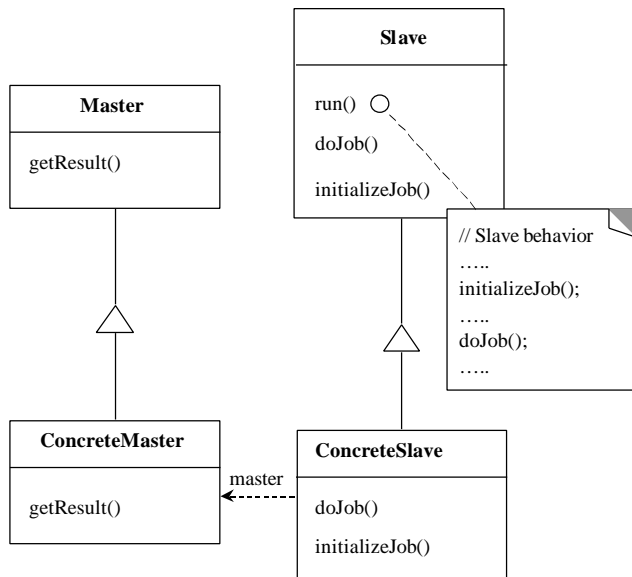 Slave
run()
doJob()
initializeJob()
Master
getResult()
// Slave behavior
…..
initializeJob();
…..
doJob();
…..
ConcreteMaster
getResult()
master
ConcreteSlave
doJob()
initializeJob()